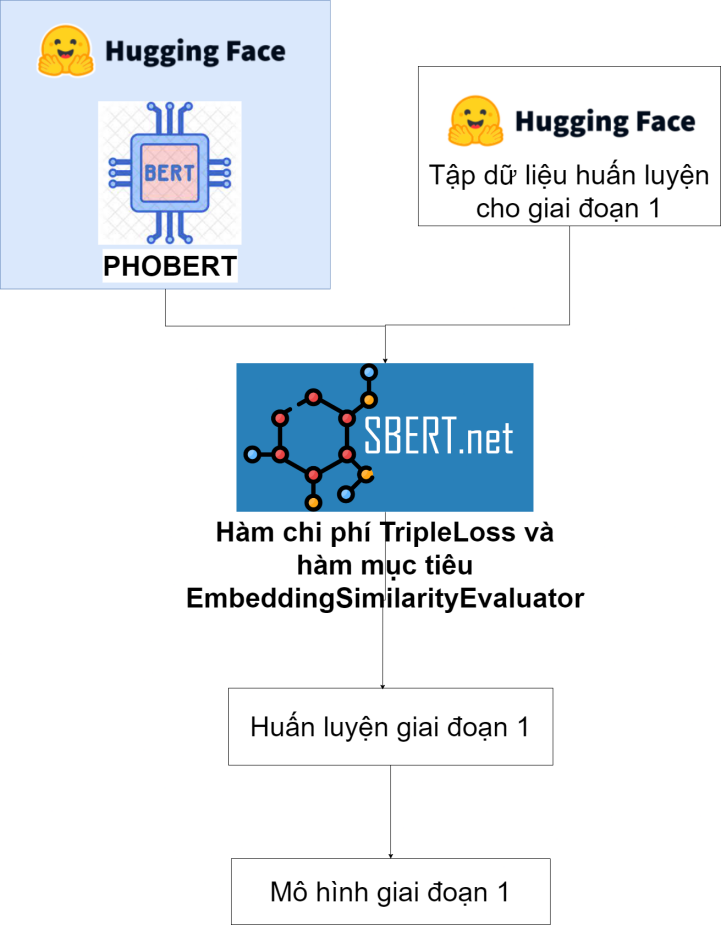 Hugging Face
BERT
PHOBERT
Hugging Face
Tập dữ liệu huấn luyện
cho giai đoạn 1
SBERT.net
Hàm chi phí TripleLoss và
hàm mục tiêu
EmbeddingSimilarityEvaluator
Huấn luyện giai đoạn 1
Mô hình giai đoạn 1